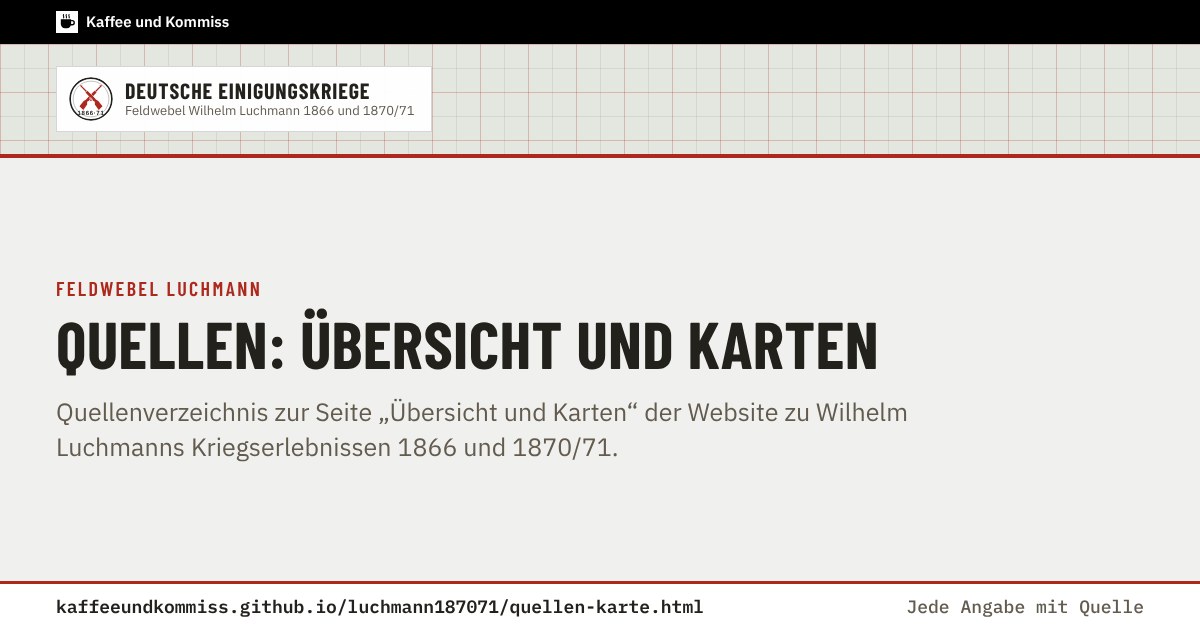 Kaffee und Kommiss
1866-71
DEUTSCHE EINIGUNGSKRIEGE
Feldwebel Wilhelm Luchmann 1866 und 1870/71
FELDWEBEL LUCHMANN
QUELLEN: ÜBERSICHT UND KARTEN
Quellenverzeichnis zur Seite „Übersicht und Karten“ der Website zu Wilhelm
Luchmanns Kriegserlebnissen 1866 und 1870/71.
kaffeeundkommiss.github.io/luchmann187071/quellen-karte.html
Jede Angabe mit Quelle